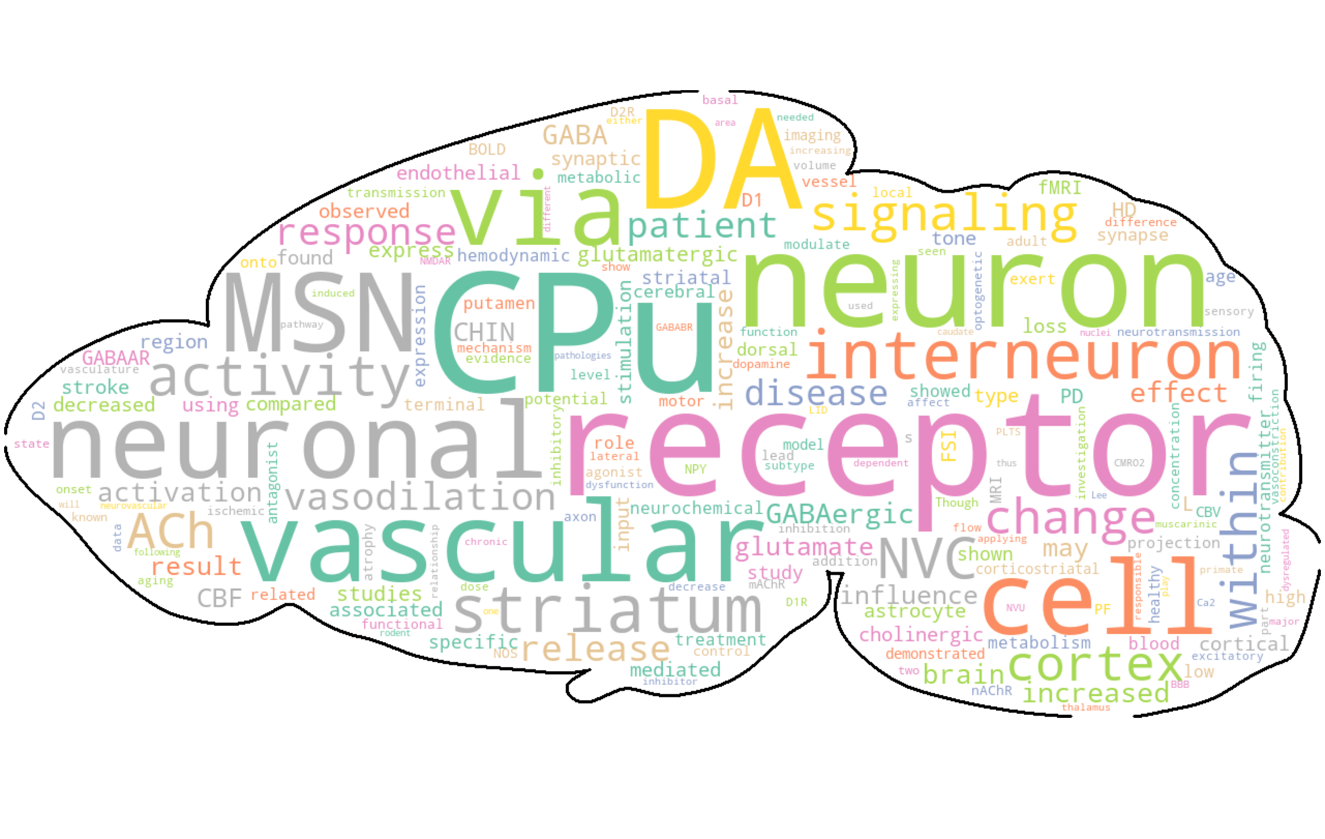 basal
D2R
either
area
needed
DA
GABA
imaging
BOLD
synaptic
increasing
volume
endothelial
metabolic
vessel
transmission
via
different
D1
local
fMRI
observed
patient
signaling
HD
difference
response
express
tone
adult
synapse
onto
found
NMDAR
hemodynamic
glutamatergic
modulate
seen
show
striatal
neuron
expressing
optogenetic
exert
age
MSN
induced
pathway
expression
CPu
putamen
stimulation
cerebral
increase
used
sensory
CHIN
GABABR
function
caudate
loss
nuclei
neurotransmission
region
mechanism
evidence
pathologies
dorsal
interneuron
GABAAR
vasculature
activity
level
dopamine
firing
stroke
D2
decreased
using
compared
terminal
potential
motor
disease
showed
affect
type
PD
effect
LID
state
neuronal
inhibitory
role
lateral
receptor
model
lead
subtype
s
FSI
PLTS
thus
investigation
CMRO2
concentration
neurotransmitter
vasoconstriction
contribution
antagonist
agonist
NPY
dependent
dysfunction
MRI
Lee
onset
activation
vasodilation
will
neurovascular
ischemic
input
axon
neurochemical
GABAergic
Though
L
CBV
within
known
ACh
vascular
inhibition
flow
change
muscarinic
data
following
atrophy
relationship
chronic
glutamate
addition
NVC
applying
shown
may
projection
dysregulated
result
aging
study
corticostriatal
primate
CBF
related
studies
dose
decrease
mAChR
influence
cell
NVU
responsible
play
healthy
Ca2
high
associated
one
striatum
D1R
astrocyte
PF
part
major
functional
rodent
specific
treatment
cholinergic
metabolism
blood
cortical
NOS
release
control
demonstrated
cortex
excitatory
mediated
two
brain
low
inhibitor
nAChR
increased
BBB
thalamus